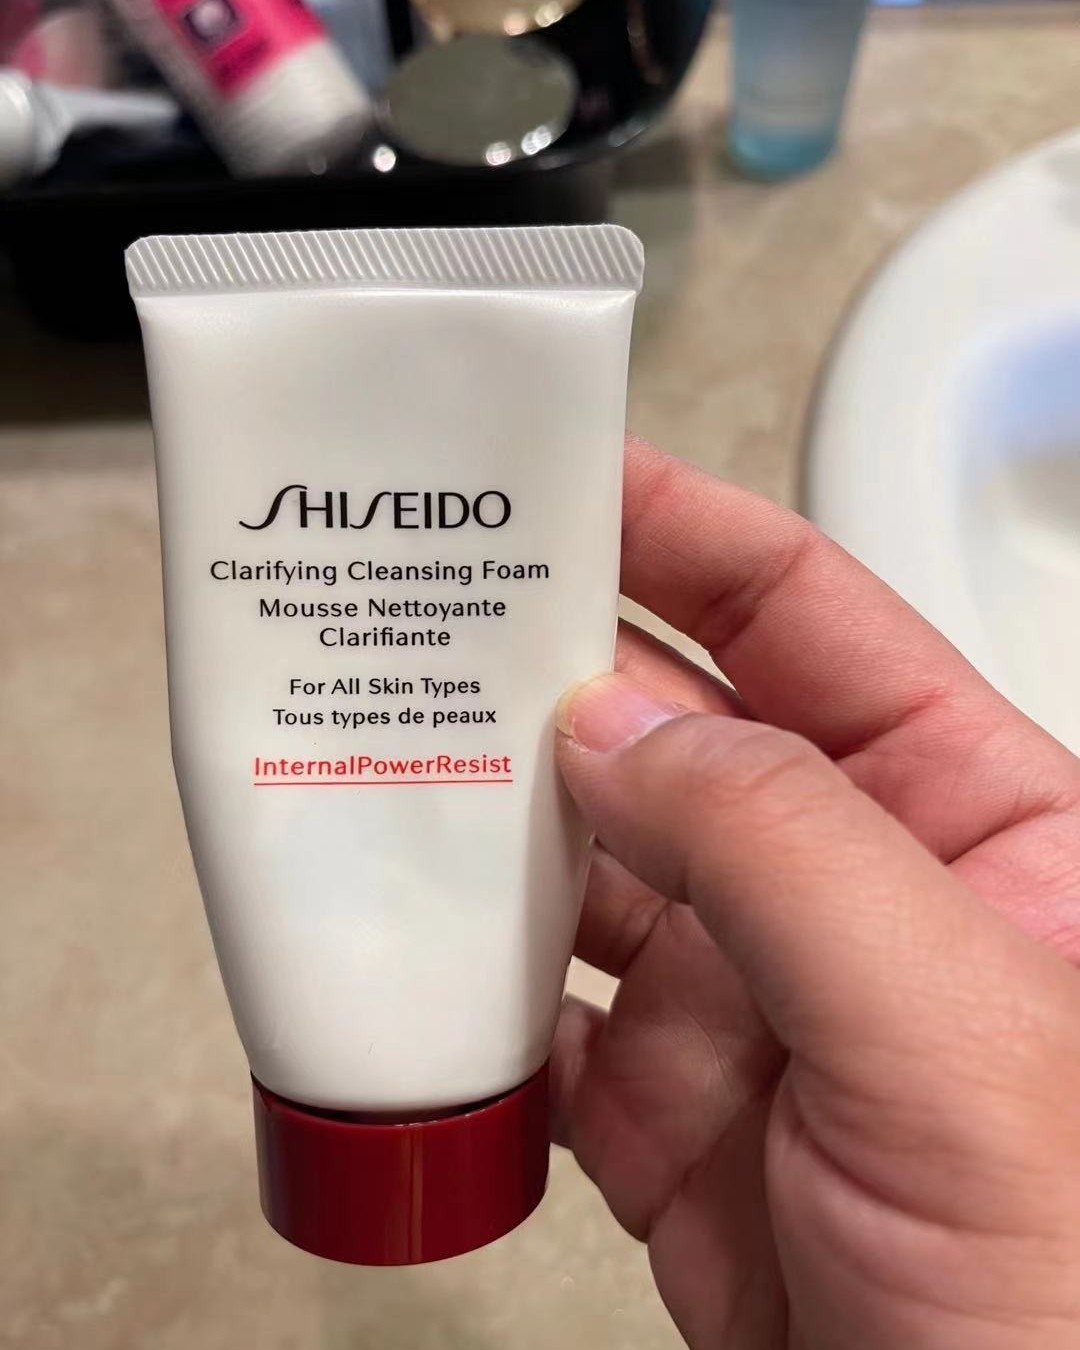 SHISEIDO
Clarifying Cleansing Foam
Mousse Nettoyante
Clarifiante
For All Skin Types
Tous types de peaux
InternalPowerResist